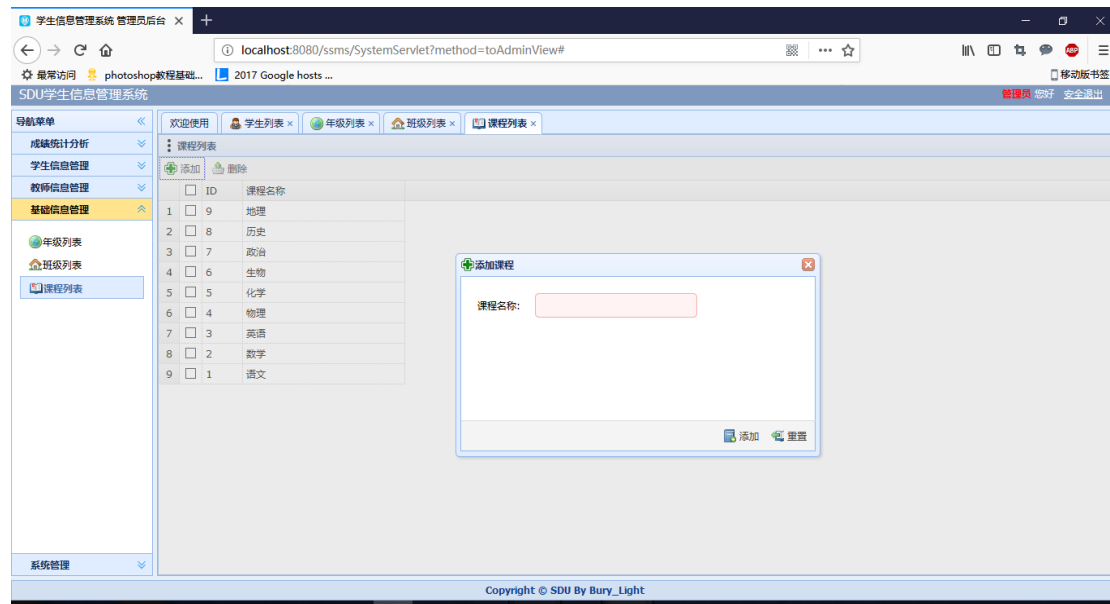 学生信息管理系统 管理员后台
localhost:8080/ssms/SystemServlet?method=toAdminView#
最常访问 photoshop教程基础... 2017 Google hosts ... 移动版书签
SDU学生信息管理系统 管理员 您好 安全退出
导航菜单
成绩统计分析
学生信息管理
教师信息管理
基础信息管理
年级列表
班级列表
课程列表
系统管理
欢迎使用 学生列表 年级列表 班级列表 课程列表
课程列表
添加 删除
ID 课程名称
1 9 地理
2 8 历史
3 7 政治
4 6 生物
5 5 化学
6 4 物理
7 3 英语
8 2 数学
9 1 语文
添加课程
课程名称:
添加 重置
Copyright © SDU By Bury_Light